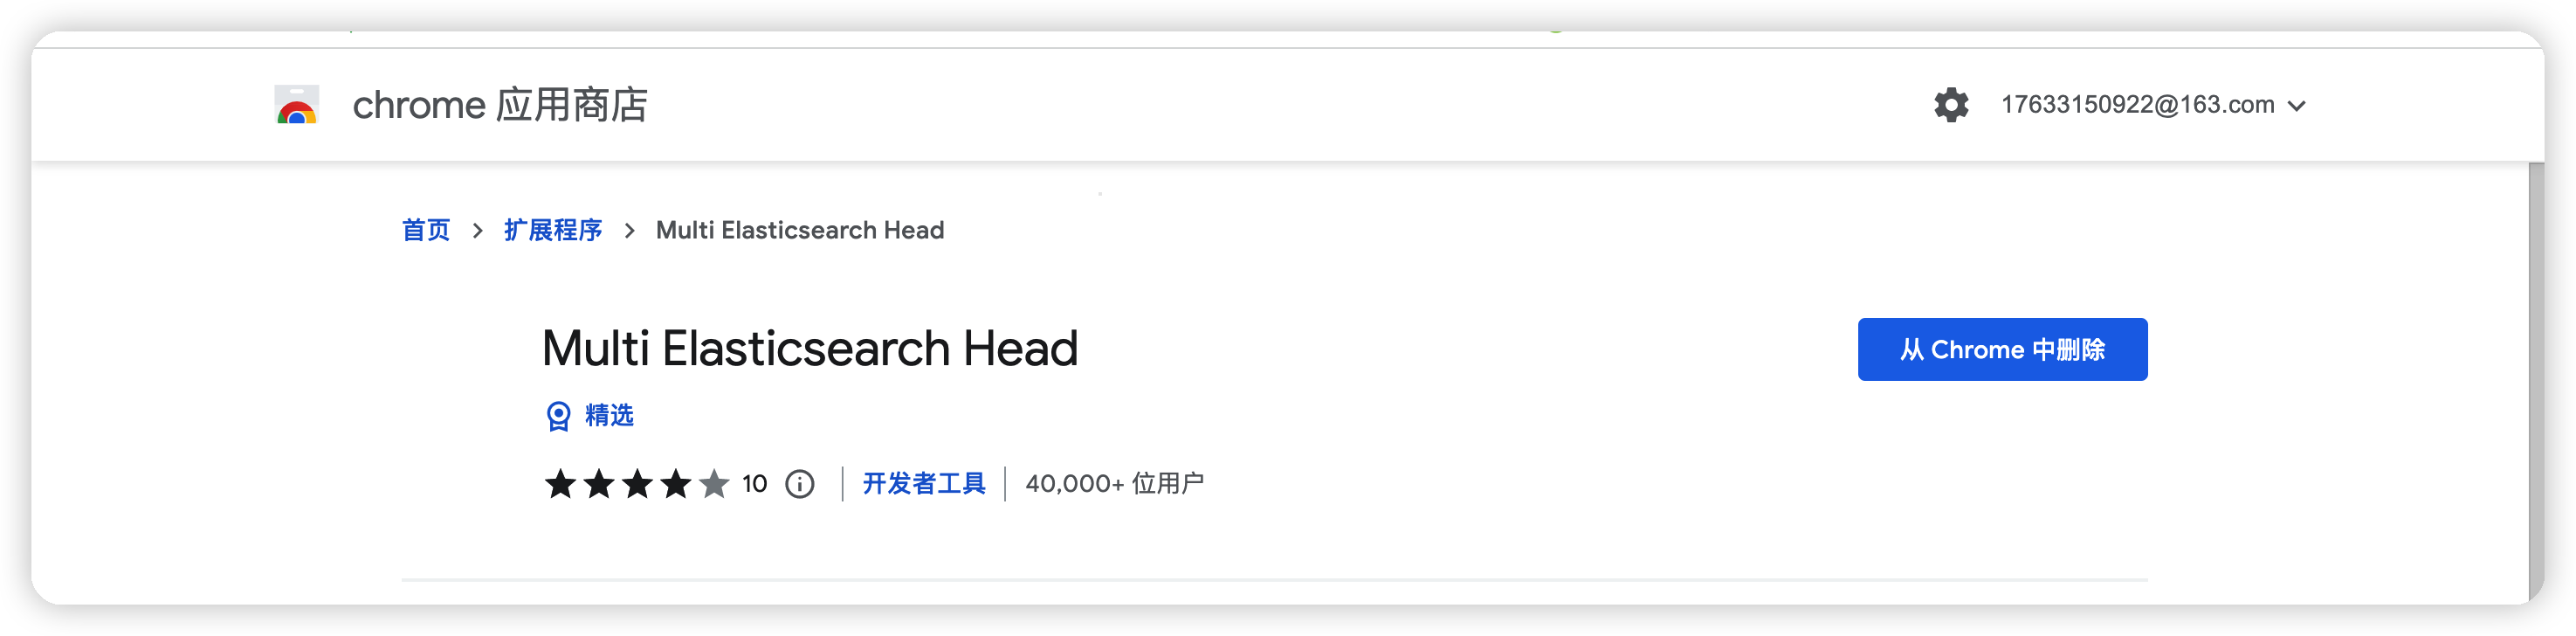 chrome 应用商店
17633150922@163.com
首页 > 扩展程序 > Multi Elasticsearch Head
Multi Elasticsearch Head
从 Chrome 中删除
精选
10 | 开发者工具 | 40,000+ 位用户